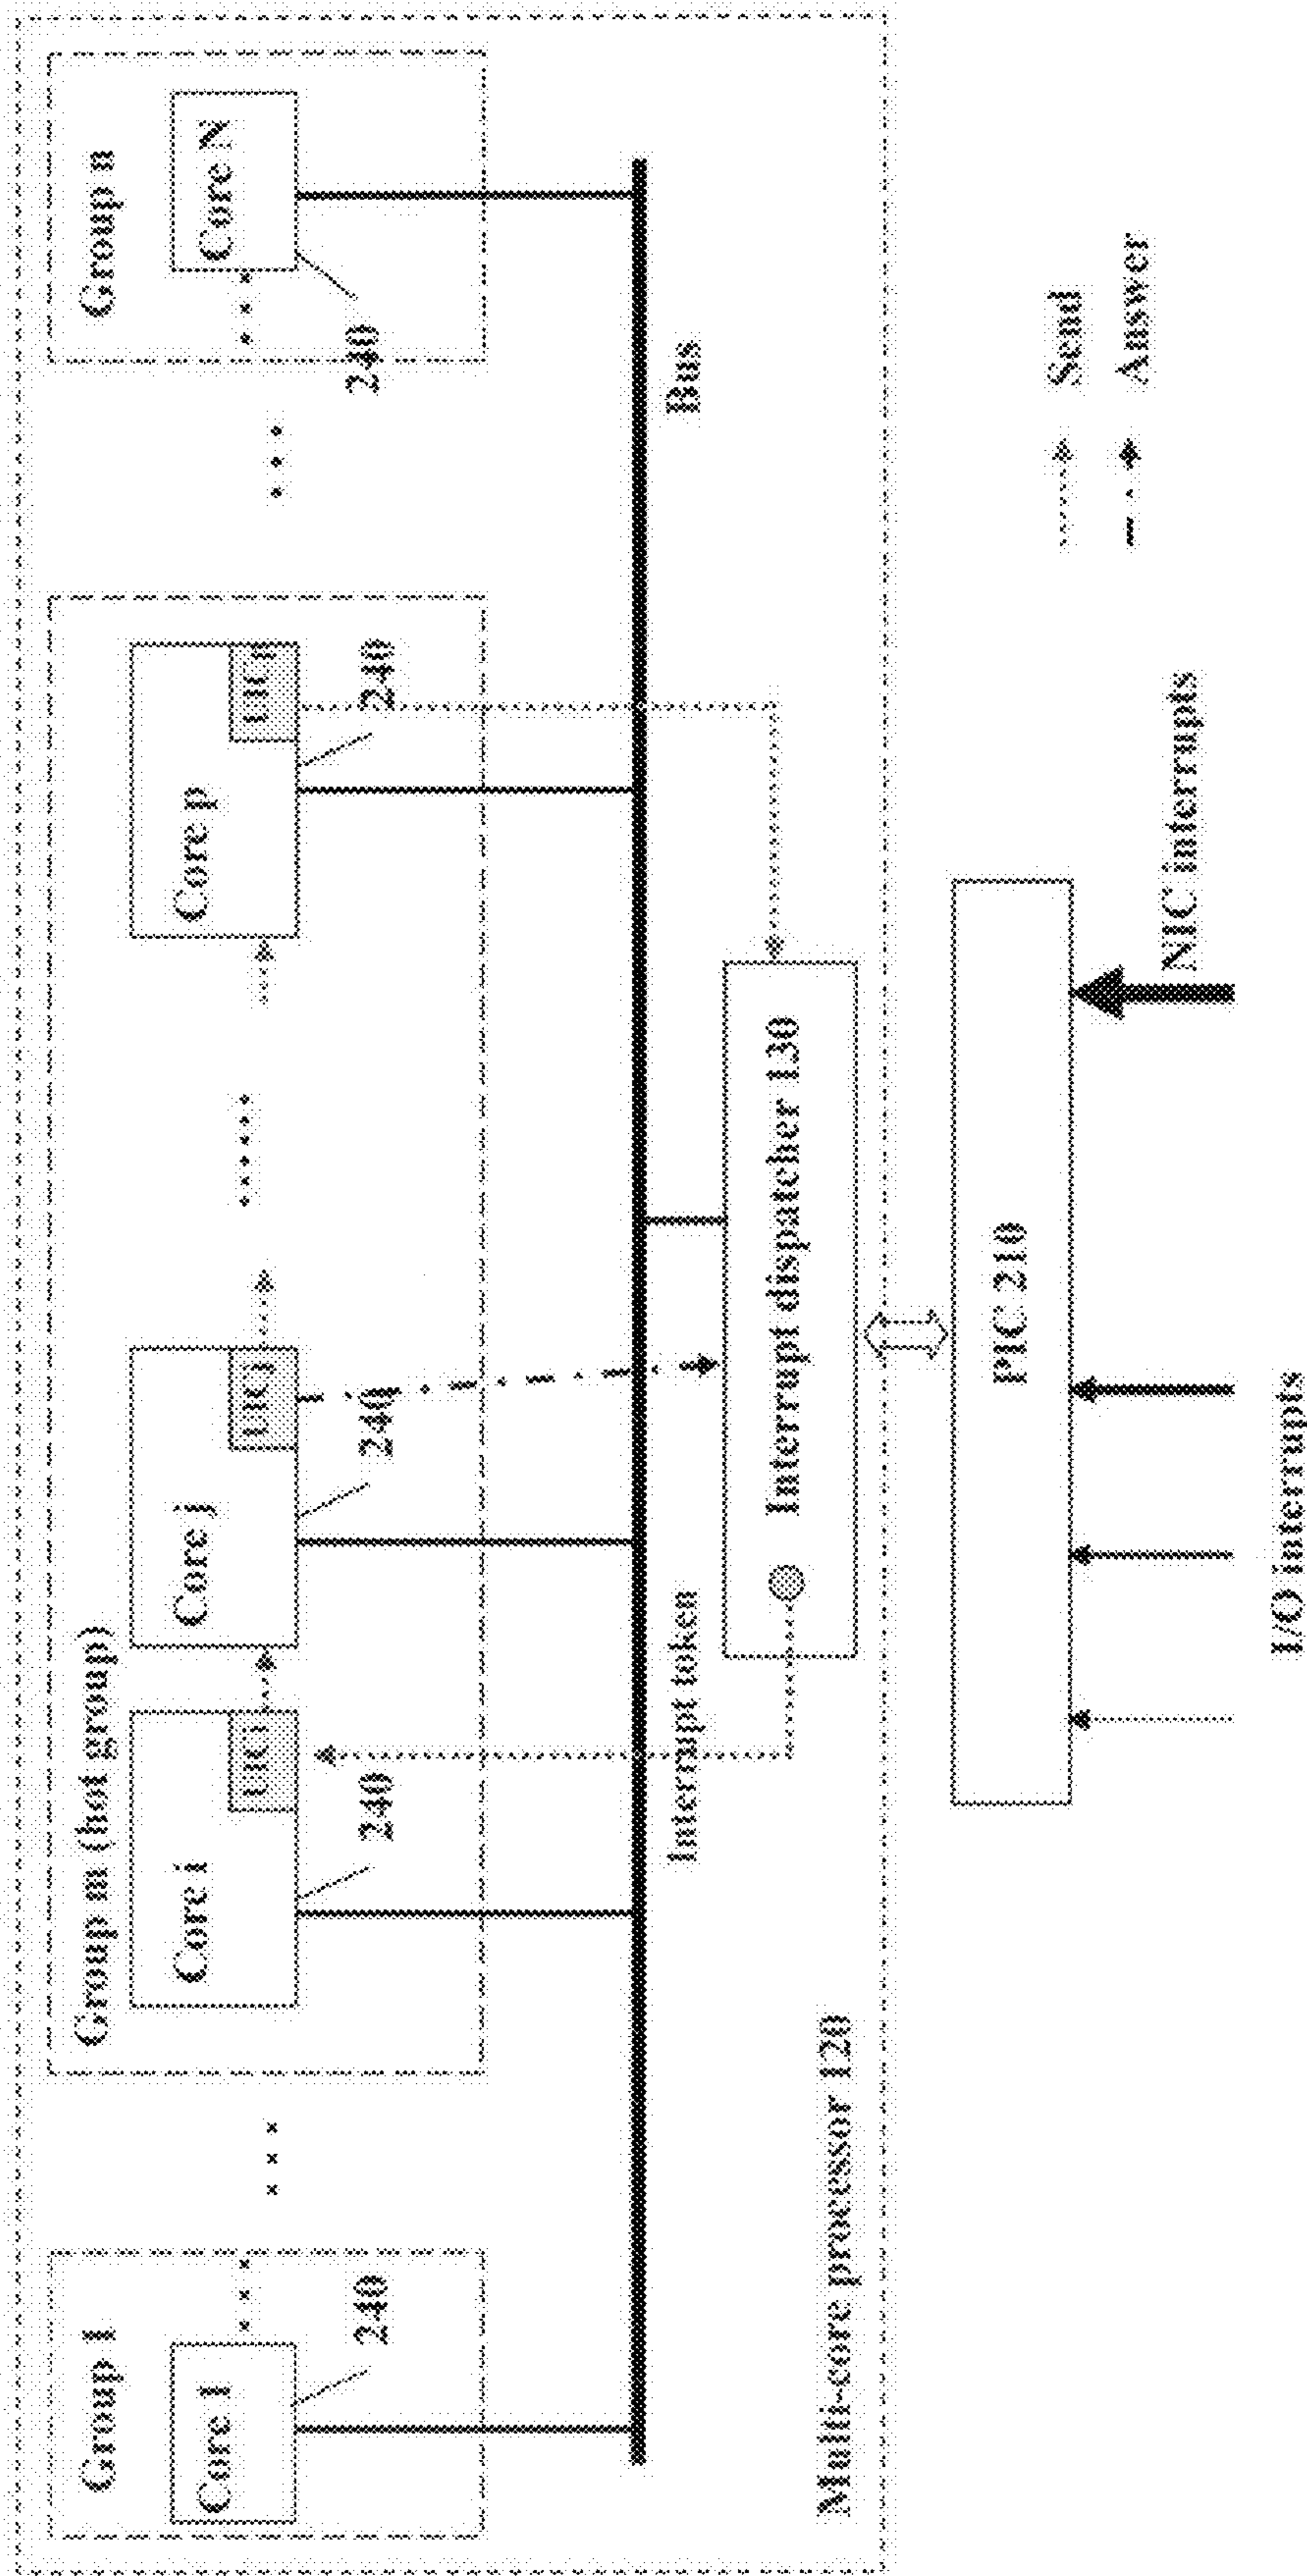 Group 1
Core 1
240
Group m (hot group)
Core i
240
Core j
240
Core p
240
Group n
Core N
240
Bus
Interrupt token
Interrupt dispatcher 130
Multi-core processor 120
PIC 210
I/O interrupts
NIC interrupts
Send
Answer